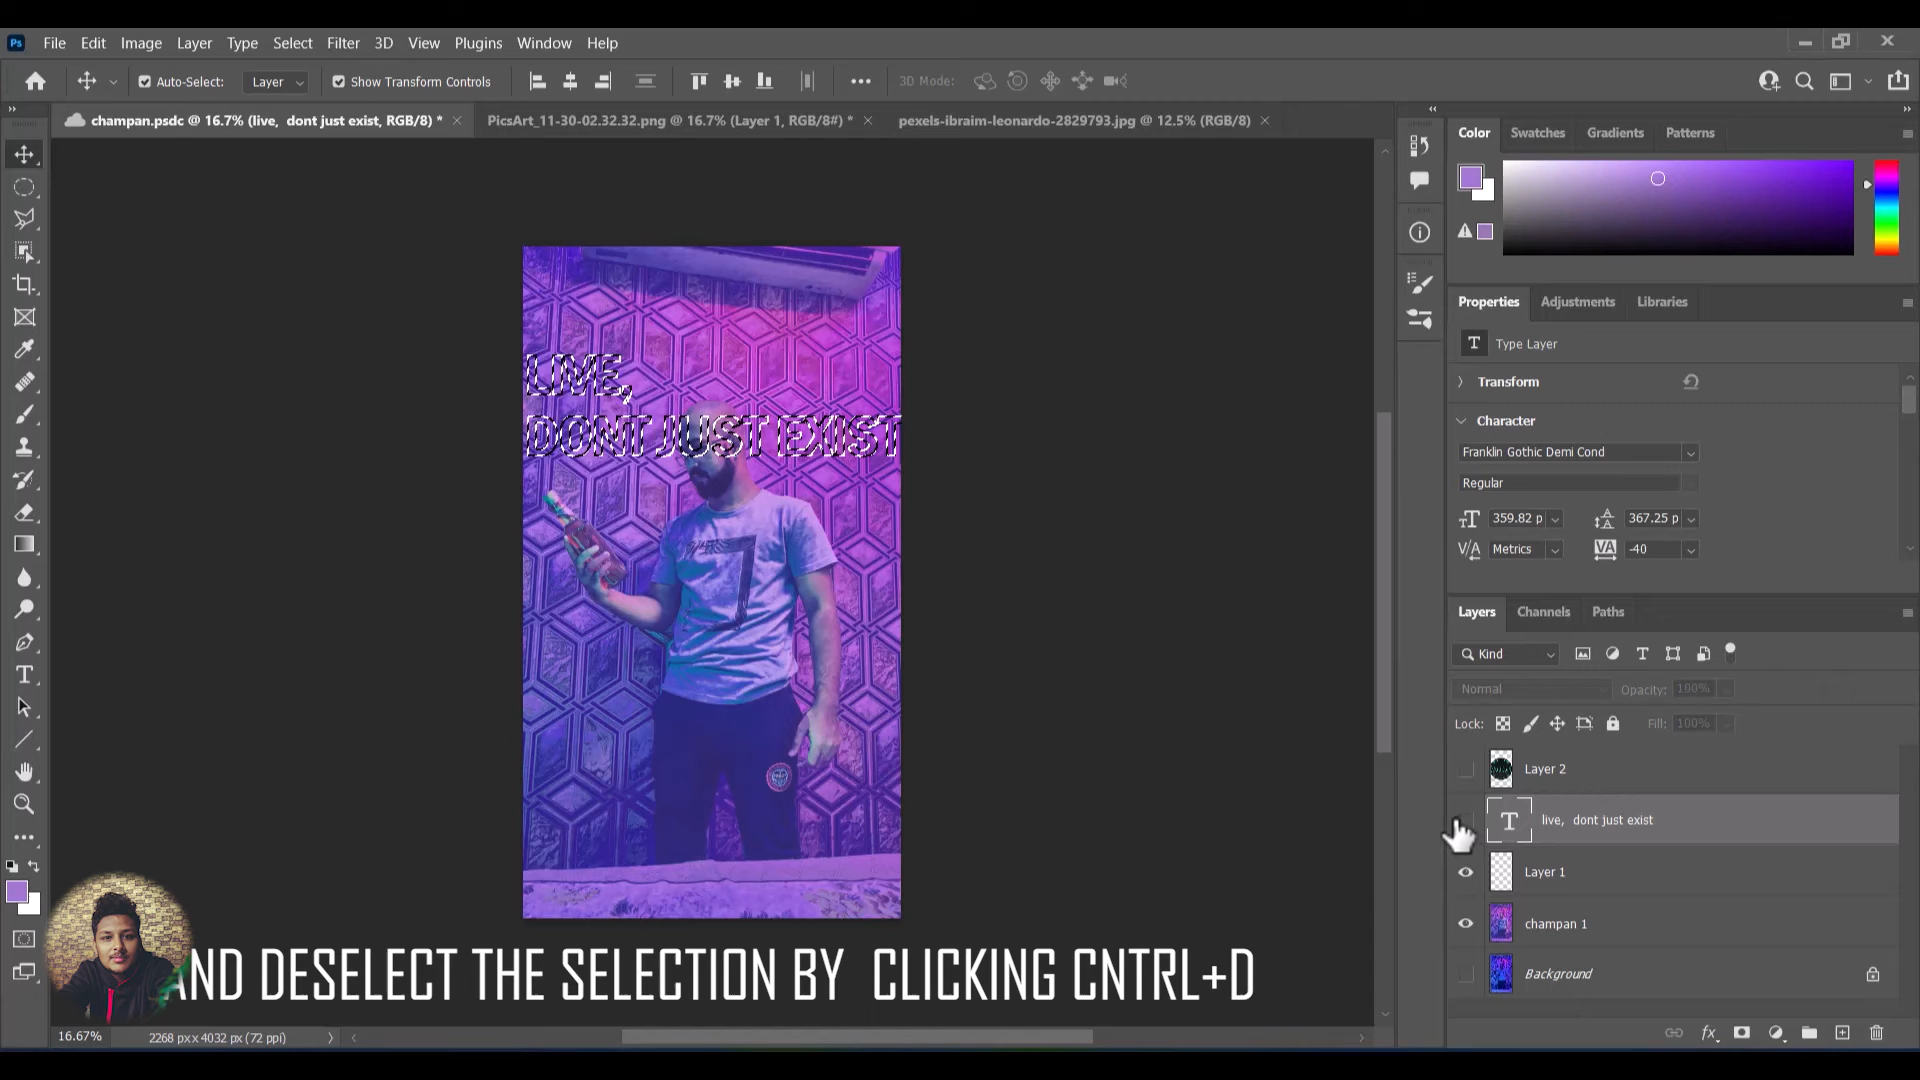 Ps File Edit Image Layer Type Select Filter 3D View Plugins Window Help
Auto-Select: Layer Show Transform Controls 3D Mode:
champan.psdc @ 16.7% (live, dont just exist, RGB/8) * PicsArt_11-30-02.32.32.png @ 16.7% (Layer 1, RGB/8#) * pexels-ibraim-leonardo-2829793.jpg @ 12.5% (RGB/8)
Color Swatches Gradients Patterns
Properties Adjustments Libraries
T Type Layer
Transform
Character
Franklin Gothic Demi Cond
Regular
359.82 p 367.25 p
Metrics -40
Layers Channels Paths
Kind
Normal Opacity: 100%
Lock: Fill: 100%
Layer 2
T live, dont just exist
Layer 1
champan 1
Background
LIVE,
DONT JUST EXIST
7
AND DESELECT THE SELECTION BY CLICKING CNTRL+D
16.67% 2268 px x 4032 px (72 ppi)
fx